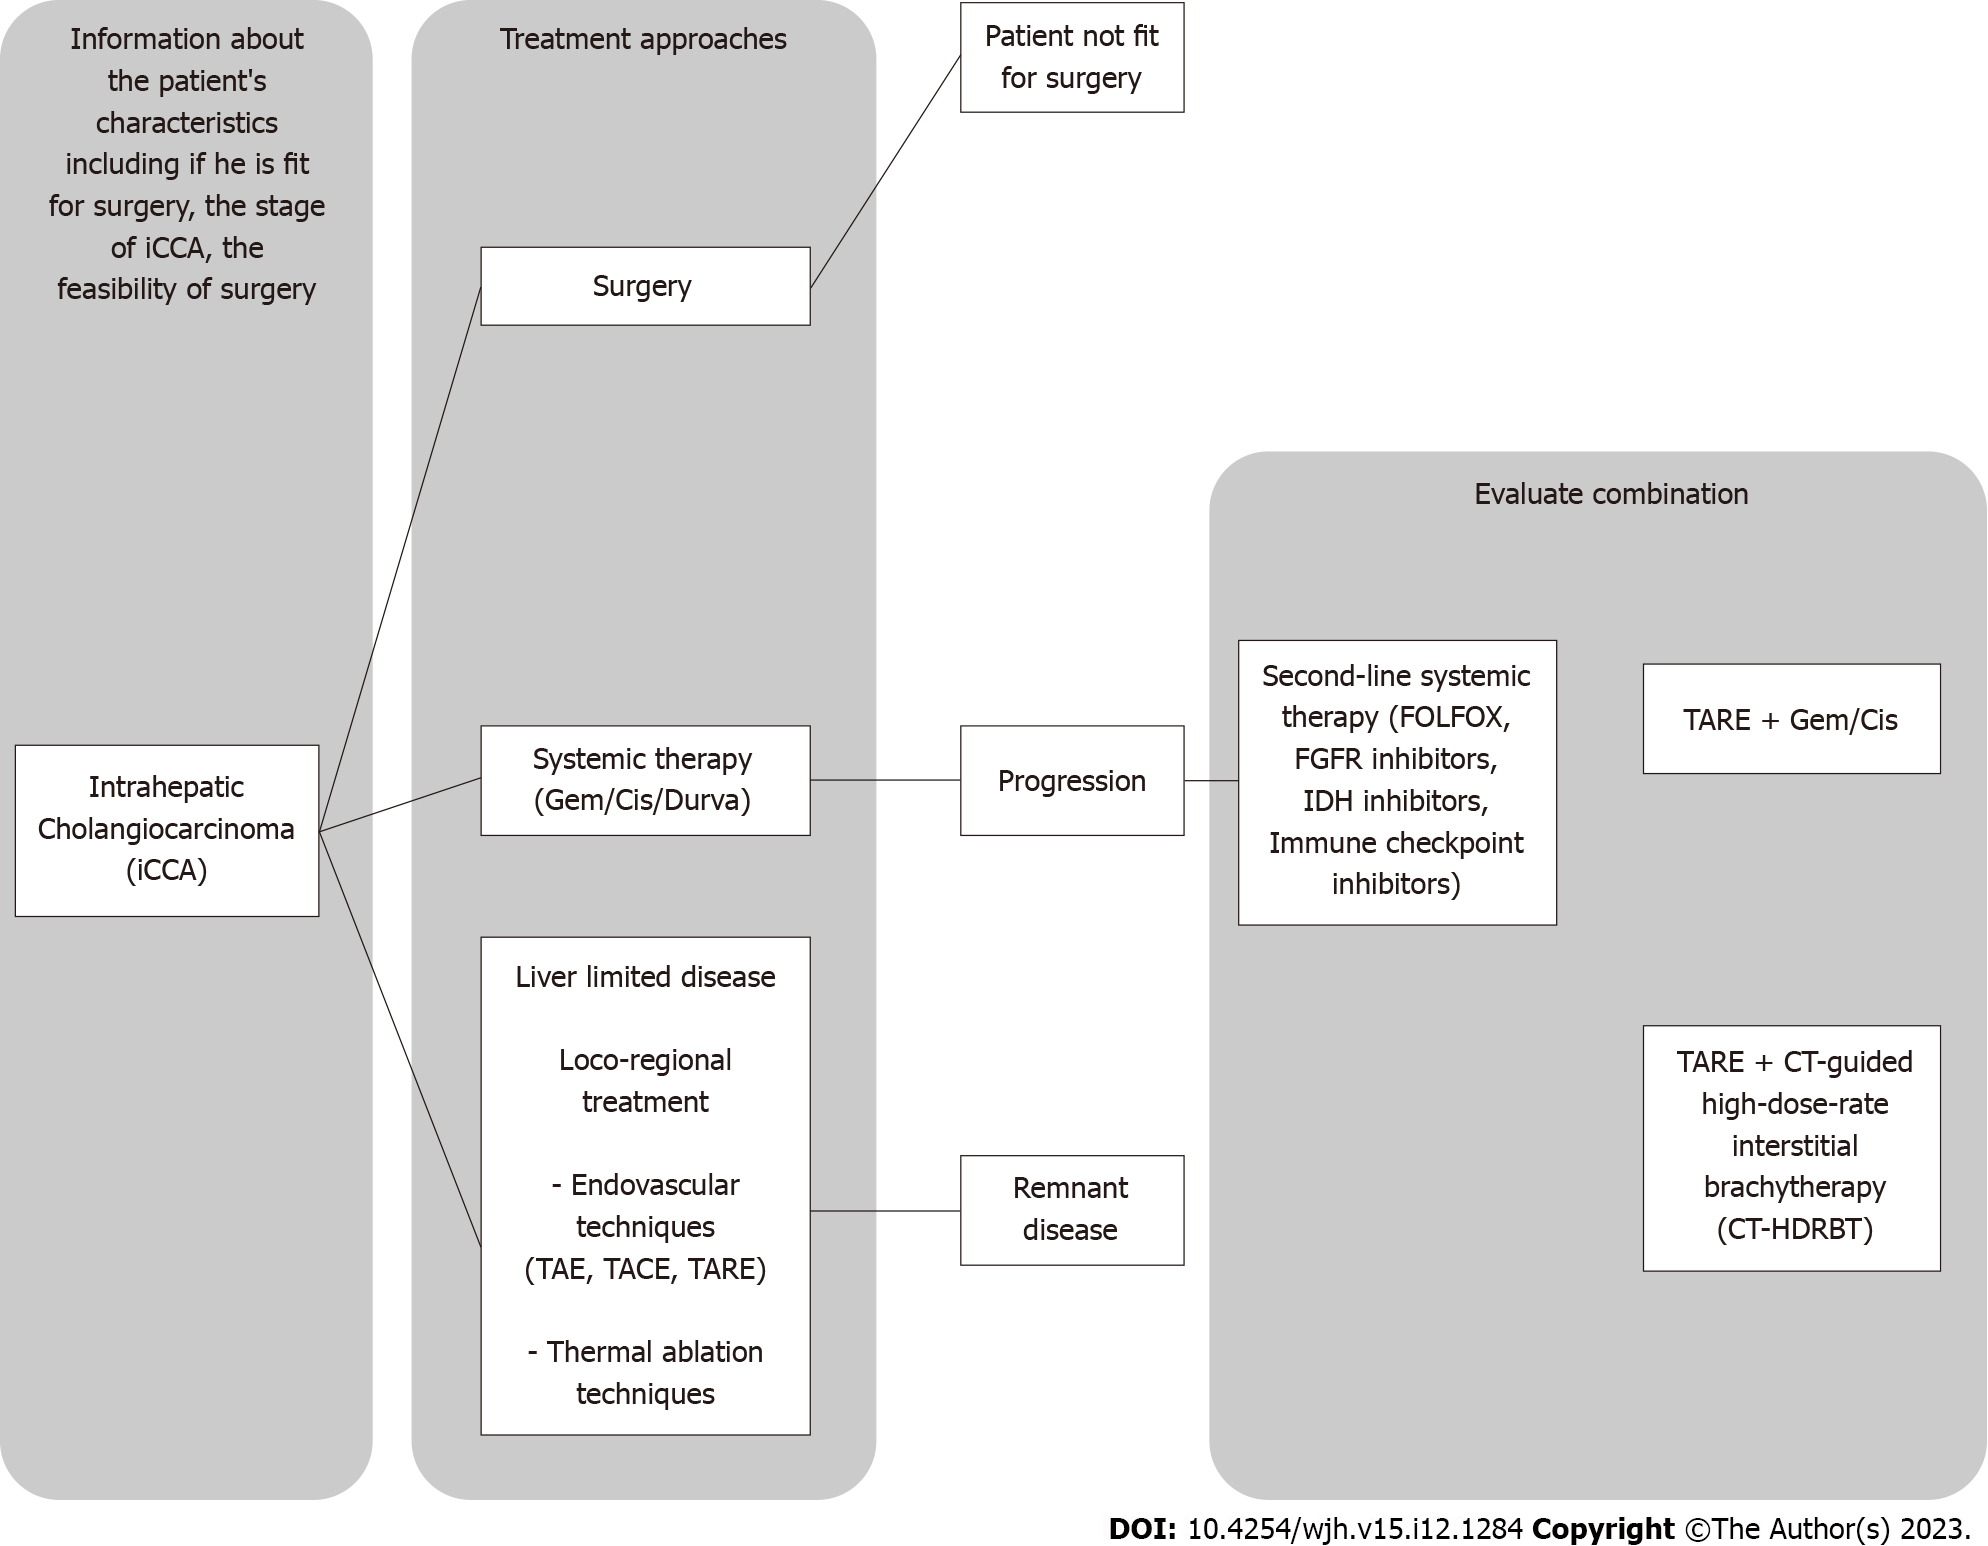 Information about
the patient's
characteristics
including if he is fit
for surgery, the stage
of iCCA, the
feasibility of surgery
Intrahepatic
Cholangiocarcinoma
(iCCA)
Treatment approaches
Surgery
Systemic therapy
(Gem/Cis/Durva)
Liver limited disease
Loco-regional
treatment
- Endovascular
techniques
(TAE, TACE, TARE)
- Thermal ablation
techniques
Patient not fit
for surgery
Progression
Remnant
disease
Evaluate combination
Second-line systemic
therapy (FOLFOX,
FGFR inhibitors,
IDH inhibitors,
Immune checkpoint
inhibitors)
TARE + Gem/Cis
TARE + CT-guided
high-dose-rate
interstitial
brachytherapy
(CT-HDRBT)
DOI: 10.4254/wjh.v15.i12.1284 Copyright ©The Author(s) 2023.